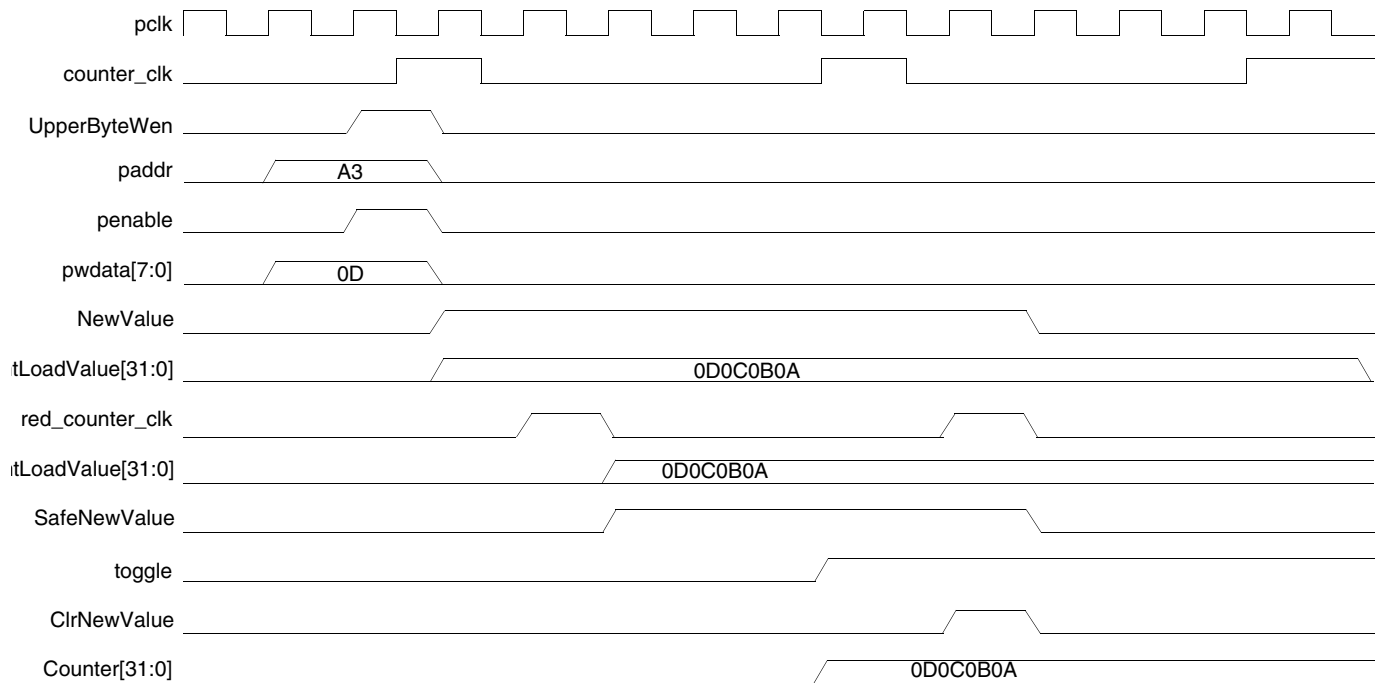 pclk
counter_clk
UpperByteWen
paddr A3
penable
pwdata[7:0] 0D
NewValue
tLoadValue[31:0] 0D0C0B0A
red_counter_clk
tLoadValue[31:0] 0D0C0B0A
SafeNewValue
toggle
ClrNewValue
Counter[31:0] 0D0C0B0A